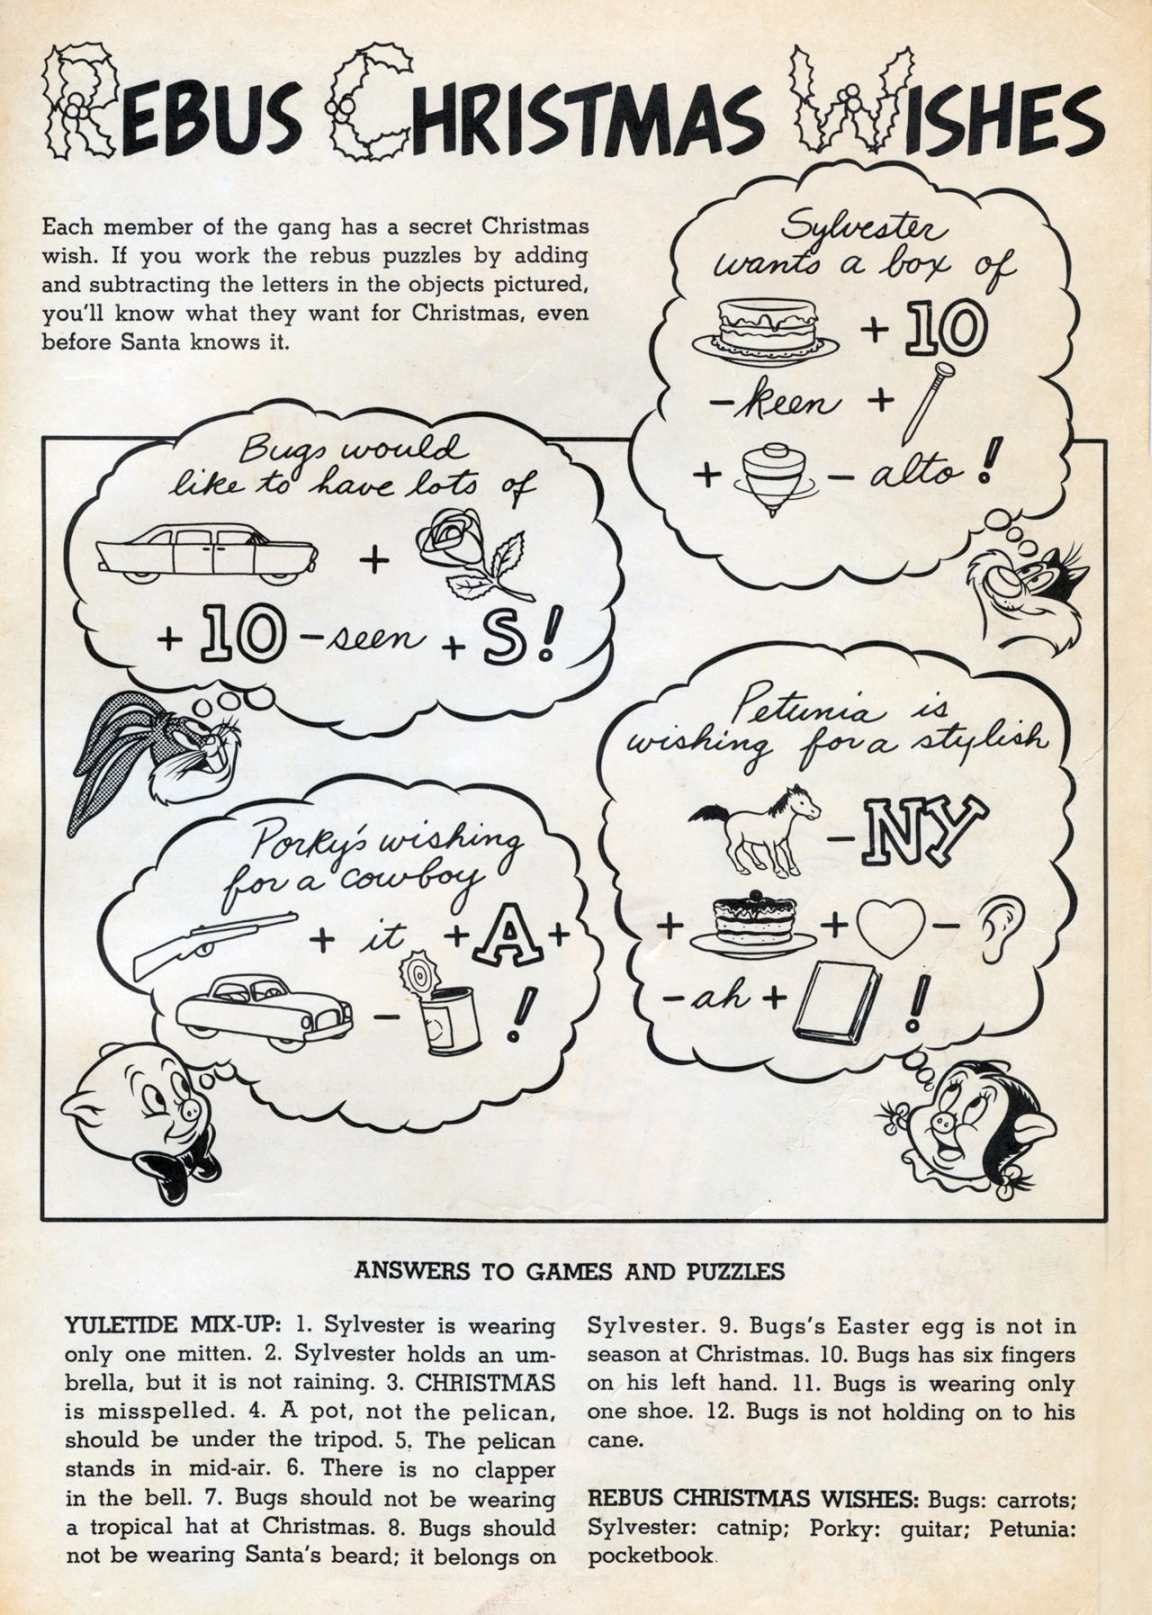 REBUS CHRISTMAS WISHES
Each member of the gang has a secret Christmas
wish. If you work the rebus puzzles by adding
and subtracting the letters in the objects pictured,
you'll know what they want for Christmas, even
before Santa knows it.
Sylvester
wants a box of
+ 10
- keen +
+ - alto !
Bugs would
like to have lots of
+
+ 10 - seen + S!
Petunia is
wishing for a stylish
- NY
+ + -
- ah + !
Porky's wishing
for a cowboy
+ it + A +
- !
ANSWERS TO GAMES AND PUZZLES
YULETIDE MIX-UP: 1. Sylvester is wearing
only one mitten. 2. Sylvester holds an um-
brella, but it is not raining. 3. CHRISTMAS
is misspelled. 4. A pot, not the pelican,
should be under the tripod. 5. The pelican
stands in mid-air. 6. There is no clapper
in the bell. 7. Bugs should not be wearing
a tropical hat at Christmas. 8. Bugs should
not be wearing Santa's beard; it belongs on
Sylvester. 9. Bugs's Easter egg is not in
season at Christmas. 10. Bugs has six fingers
on his left hand. 11. Bugs is wearing only
one shoe. 12. Bugs is not holding on to his
cane.
REBUS CHRISTMAS WISHES: Bugs: carrots;
Sylvester: catnip; Porky: guitar; Petunia:
pocketbook.